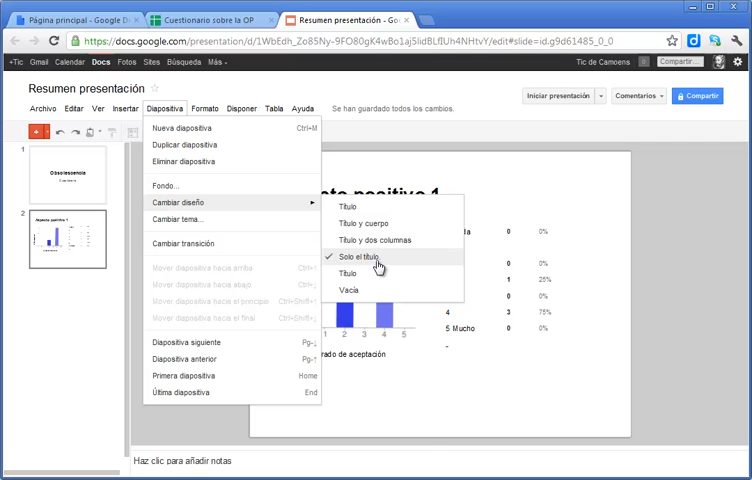 Página principal - Google D
Cuestionario sobre la OP
Resumen presentación - Goo
https://docs.google.com/presentation/d/1WbEdh_Zo85Ny-9FO80gK4wBo1aj5lidBLflUh4NHtvY/edit#slide=id.g9d61485_0_0
+Tic Gmail Calendar Docs Fotos Sites Búsqueda Más
Tic de Camoens
Compartir...
Resumen presentación
Archivo Editar Ver Insertar Diapositiva Formato Disponer Tabla Ayuda
Se han guardado todos los cambios.
Iniciar presentación
Comentarios
Compartir
Nueva diapositiva Ctrl+M
Duplicar diapositiva
Eliminar diapositiva
Fondo...
Cambiar diseño
Cambiar tema...
Cambiar transición
Mover diapositiva hacia arriba Ctrl+↑
Mover diapositiva hacia abajo Ctrl+↓
Mover diapositiva hacia el principio Ctrl+Shift+↑
Mover diapositiva hacia el final Ctrl+Shift+↓
Diapositiva siguiente Pg-↓
Diapositiva anterior Pg-↑
Primera diapositiva Home
Última diapositiva End
Título
Título y cuerpo
Título y dos columnas
Solo el título
Título
Vacía
1
Obsolescencia
2
Aspecto positivo 1
positivo 1
0 0%
0 0%
1 25%
0 0%
4 3 75%
5 Mucho 0 0%
1 2 3 4 5
rado de aceptación
Haz clic para añadir notas